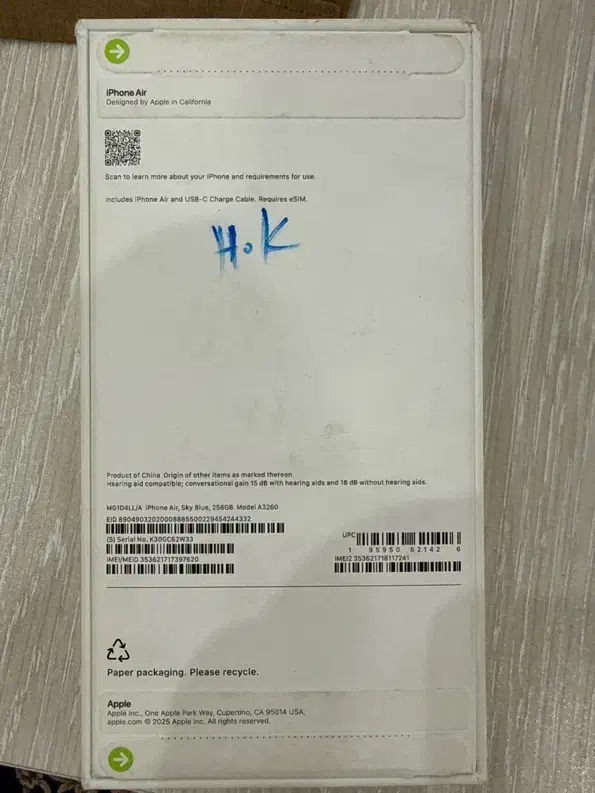 iPhone Air
Designed by Apple in California
Scan to learn more about your iPhone and requirements for use.
Includes iPhone Air and USB-C Charge Cable. Requires eSIM.
H.K
Product of China Origin of other items as marked thereon
Hearing aid compatible; conversational gain 15 dB with hearing aids and 18 dB without hearing aids.
MG1D4LL/A iPhone Air, Sky Blue, 256GB Model A3260
EID 89049032020008885500229454244332
(S) Serial No. K30GC62W33
UPC
1 95950 62142 6
IMEI/MEID 353621717397620
IMEI2 353621718117241
Paper packaging. Please recycle.
Apple
Apple Inc., One Apple Park Way, Cupertino, CA 95014 USA,
apple.com © 2025 Apple Inc. All rights reserved.